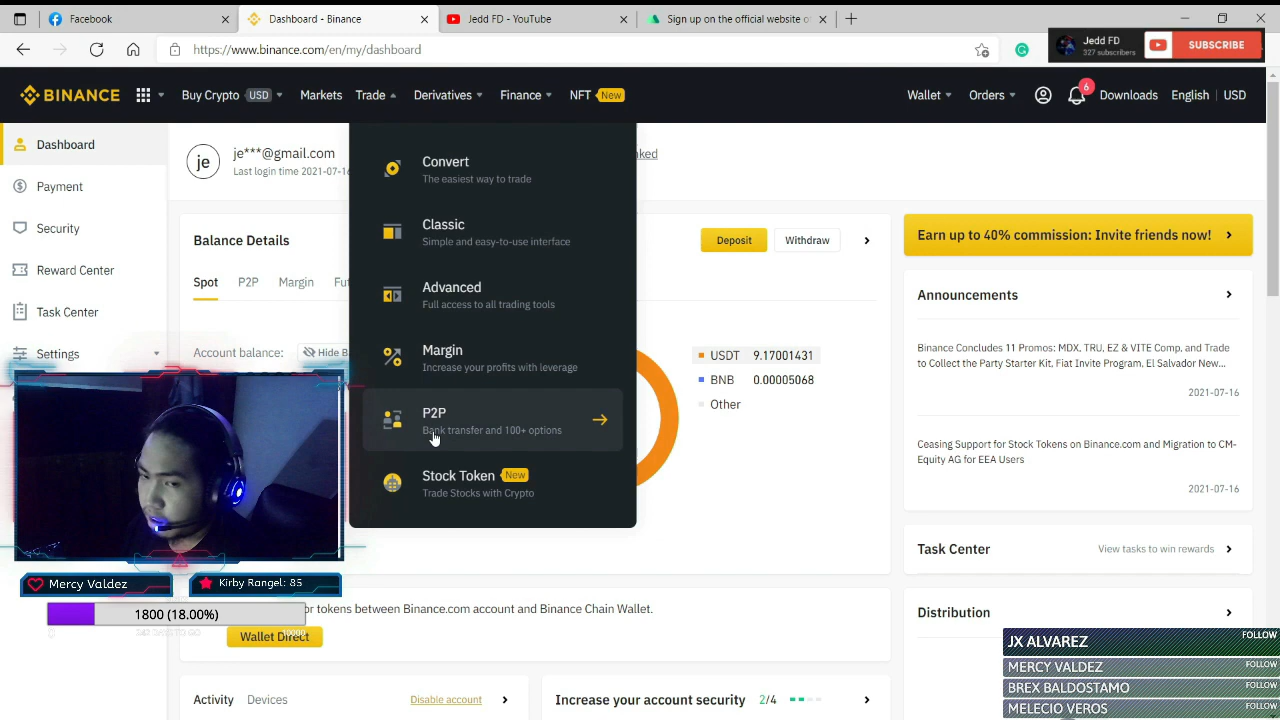 Facebook
Dashboard - Binance
Jedd FD - YouTube
Sign up on the official website o
https://www.binance.com/en/my/dashboard
Jedd FD
327 subscribers
SUBSCRIBE
BINANCE
Buy Crypto USD
Markets
Trade
Derivatives
Finance
NFT New
Wallet
Orders
6
Downloads
English
USD
Dashboard
Payment
Security
Reward Center
Task Center
Settings
je
je***@gmail.com
Last login time 2021-07-16
nked
Convert
The easiest way to trade
Classic
Simple and easy-to-use interface
Advanced
Full access to all trading tools
Margin
Increase your profits with leverage
P2P
Bank transfer and 100+ options
Stock Token New
Trade Stocks with Crypto
Balance Details
Deposit
Withdraw
Spot
P2P
Margin
Fut
Account balance:
Hide Ba
USDT 9.17001431
BNB 0.00005068
Other
Earn up to 40% commission: Invite friends now!
Announcements
Binance Concludes 11 Promos: MDX, TRU, EZ & VITE Comp, and Trade
to Collect the Party Starter Kit, Fiat Invite Program, El Salvador New...
2021-07-16
Ceasing Support for Stock Tokens on Binance.com and Migration to CM-
Equity AG for EEA Users
2021-07-16
Task Center
View tasks to win rewards
Distribution
Mercy Valdez
Kirby Rangel: 85
1800 (18.00%)
10000
or tokens between Binance.com account and Binance Chain Wallet.
Wallet Direct
Activity
Devices
Disable account
Increase your account security
2/4
JX ALVAREZ
FOLLOW
MERCY VALDEZ
FOLLOW
BREX BALDOSTAMO
FOLLOW
MELECIO VEROS
FOLLOW